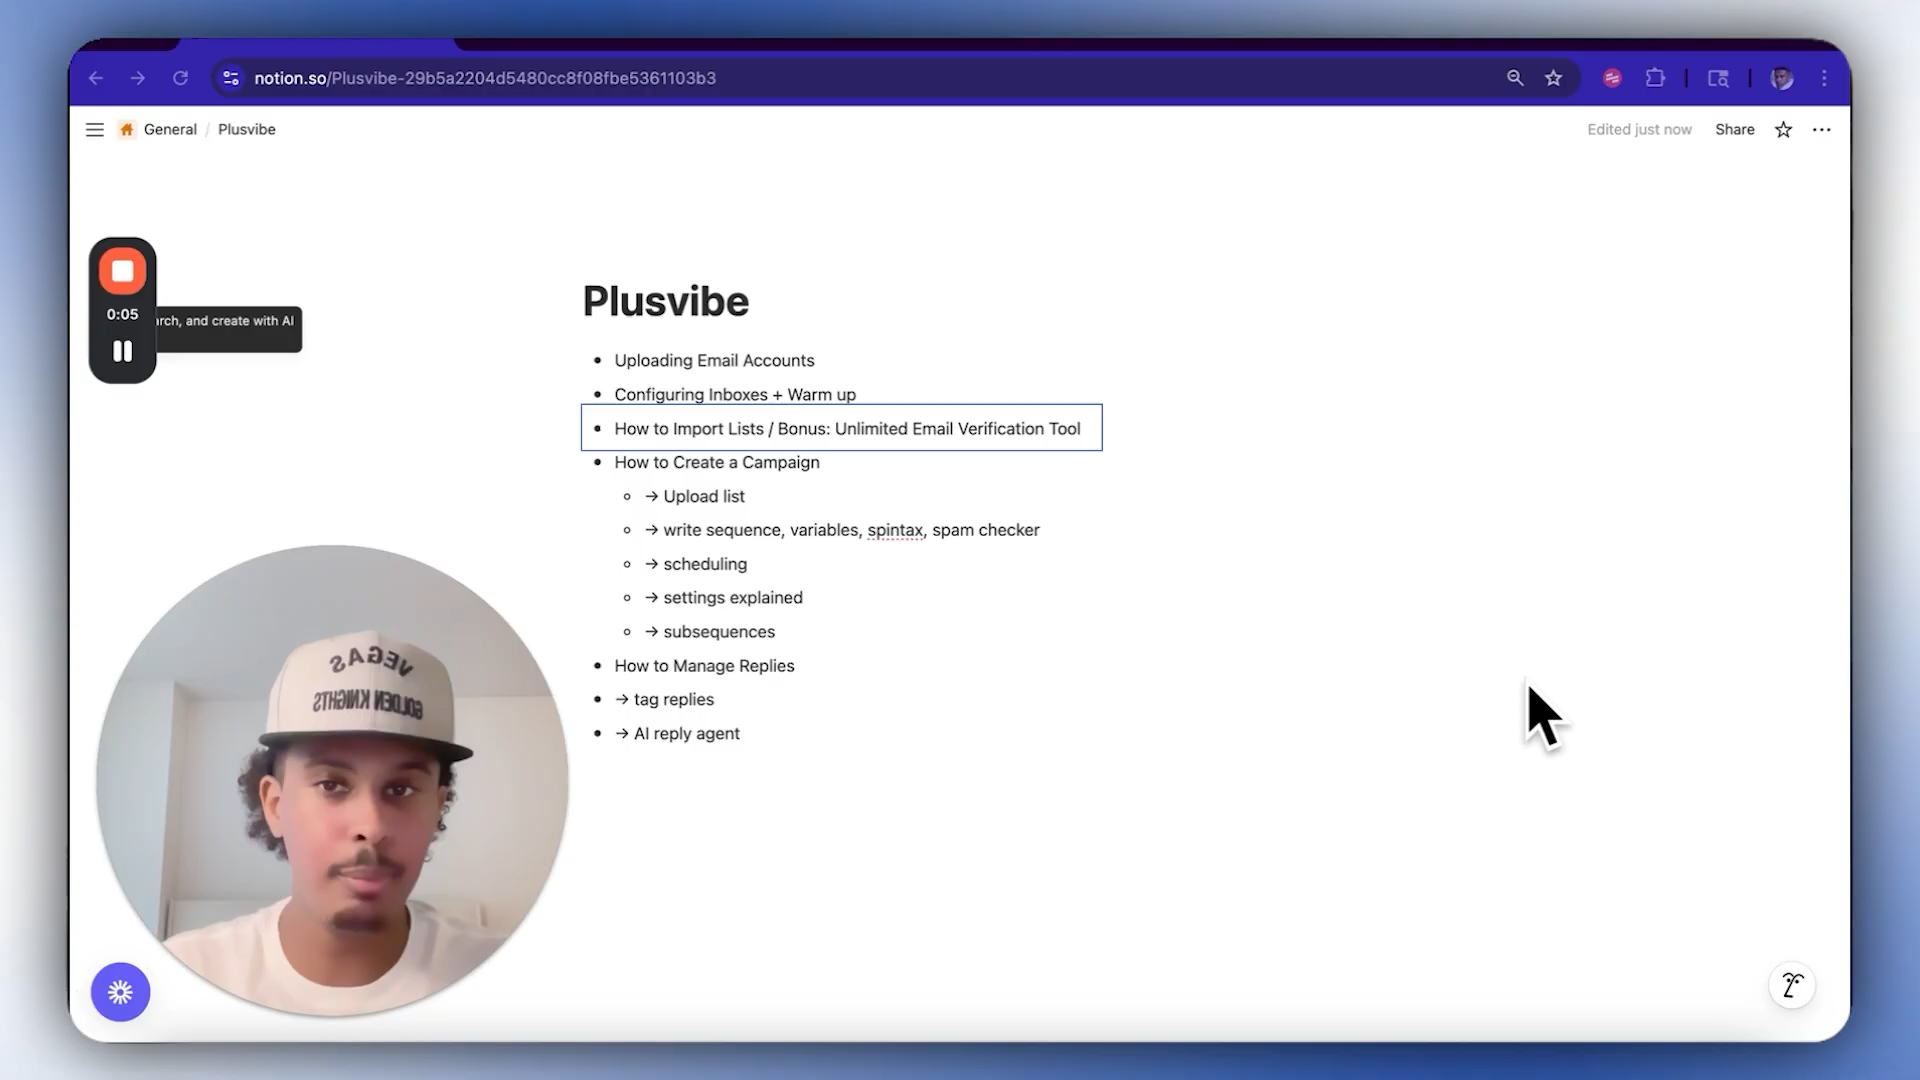 notion.so/Plusvibe-29b5a2204d5480cc8f08fbe5361103b3
General / Plusvibe
Edited just now
Share
0:05
arch, and create with AI
Plusvibe
• Uploading Email Accounts
• Configuring Inboxes + Warm up
• How to Import Lists / Bonus: Unlimited Email Verification Tool
• How to Create a Campaign
◦ → Upload list
◦ → write sequence, variables, spintax, spam checker
◦ → scheduling
◦ → settings explained
◦ → subsequences
• How to Manage Replies
• → tag replies
• → AI reply agent
VEGAS
GOLDEN KNIGHTS